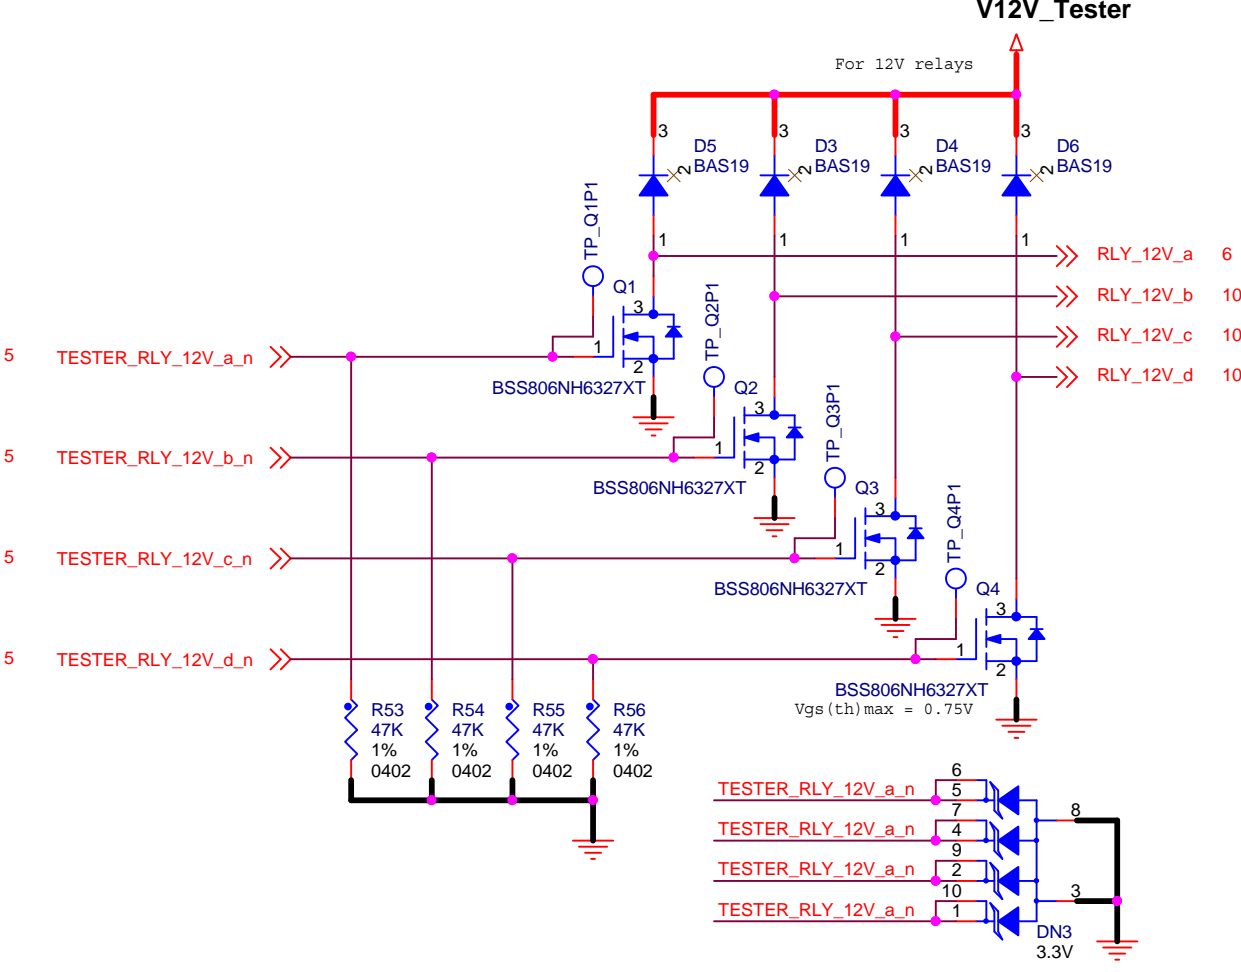 V12V_Tester
For 12V relays
3
3
3
3
D5
BAS19
2
D3
BAS19
2
D4
BAS19
2
D6
BAS19
2
1
1
1
1
RLY_12V_a 6
RLY_12V_b 10
RLY_12V_c 10
RLY_12V_d 10
TP_Q1P1
Q1
3
1
2
BSS806NH6327XT
5 TESTER_RLY_12V_a_n
TP_Q2P1
Q2
3
1
2
BSS806NH6327XT
5 TESTER_RLY_12V_b_n
TP_Q3P1
Q3
3
1
2
BSS806NH6327XT
5 TESTER_RLY_12V_c_n
TP_Q4P1
Q4
3
1
2
BSS806NH6327XT
Vgs(th)max = 0.75V
5 TESTER_RLY_12V_d_n
R53
47K
1%
0402
R54
47K
1%
0402
R55
47K
1%
0402
R56
47K
1%
0402
6
TESTER_RLY_12V_a_n 5
7
TESTER_RLY_12V_a_n 4
9
TESTER_RLY_12V_a_n 2
10
TESTER_RLY_12V_a_n 1
8
3
DN3
3.3V